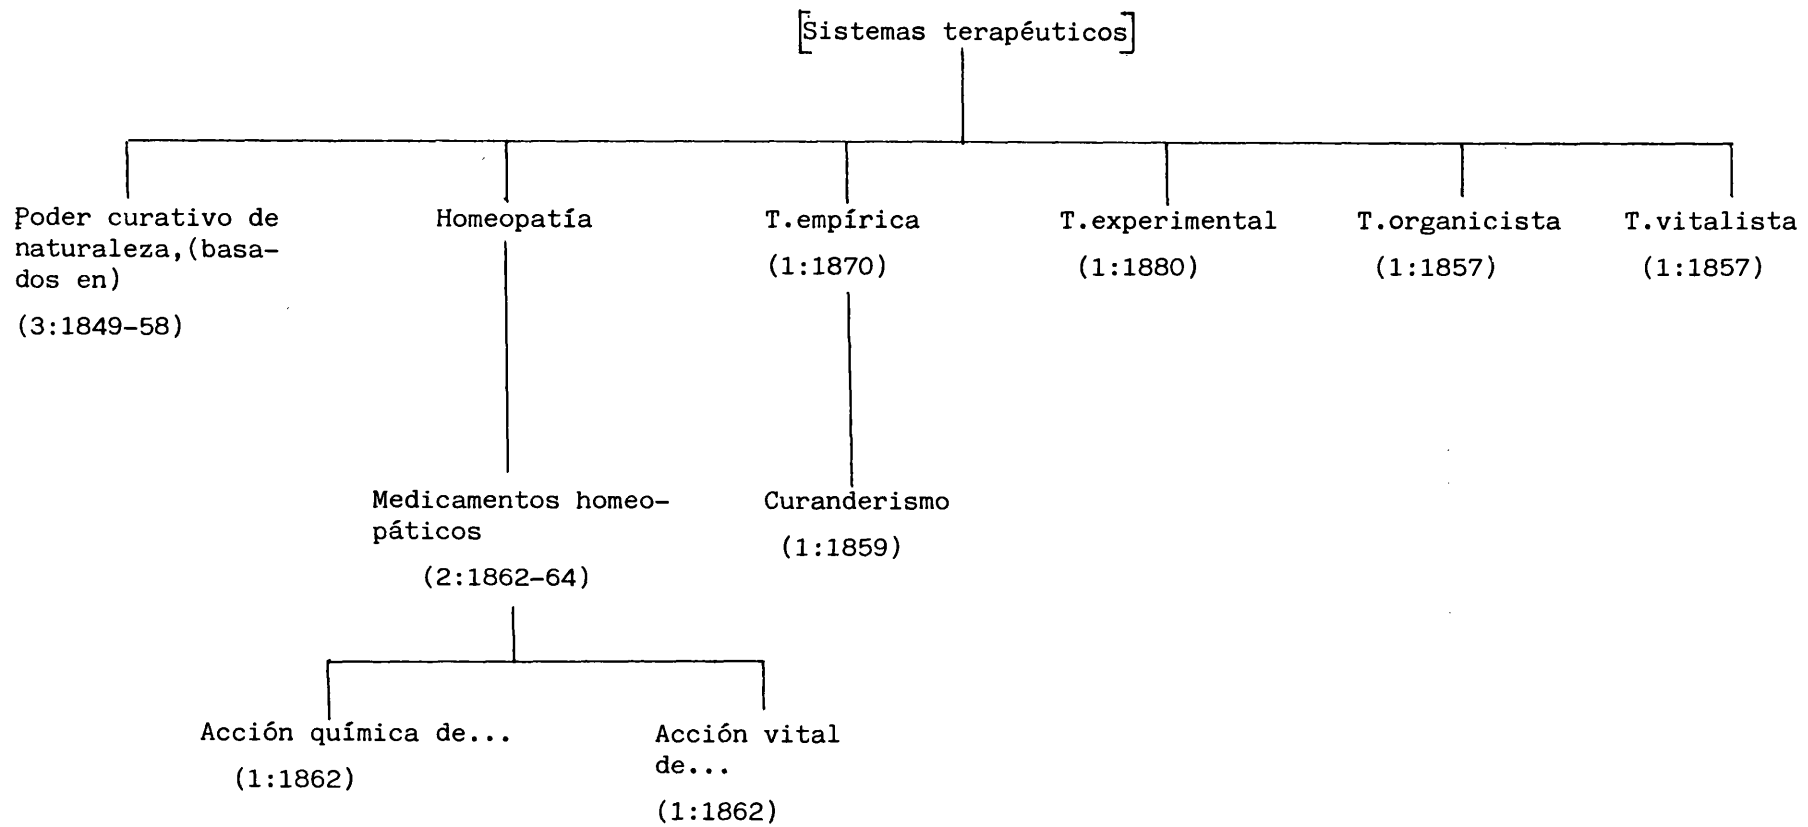 [Sistemas terapéuticos]
Poder curativo de
naturaleza,(basa-
dos en)
(3:1849-58)
Homeopatía
T.empírica
(1:1870)
T.experimental
(1:1880)
T.organicista
(1:1857)
T.vitalista
(1:1857)
Medicamentos homeo-
páticos
(2:1862-64)
Curanderismo
(1:1859)
Acción química de...
(1:1862)
Acción vital
de...
(1:1862)